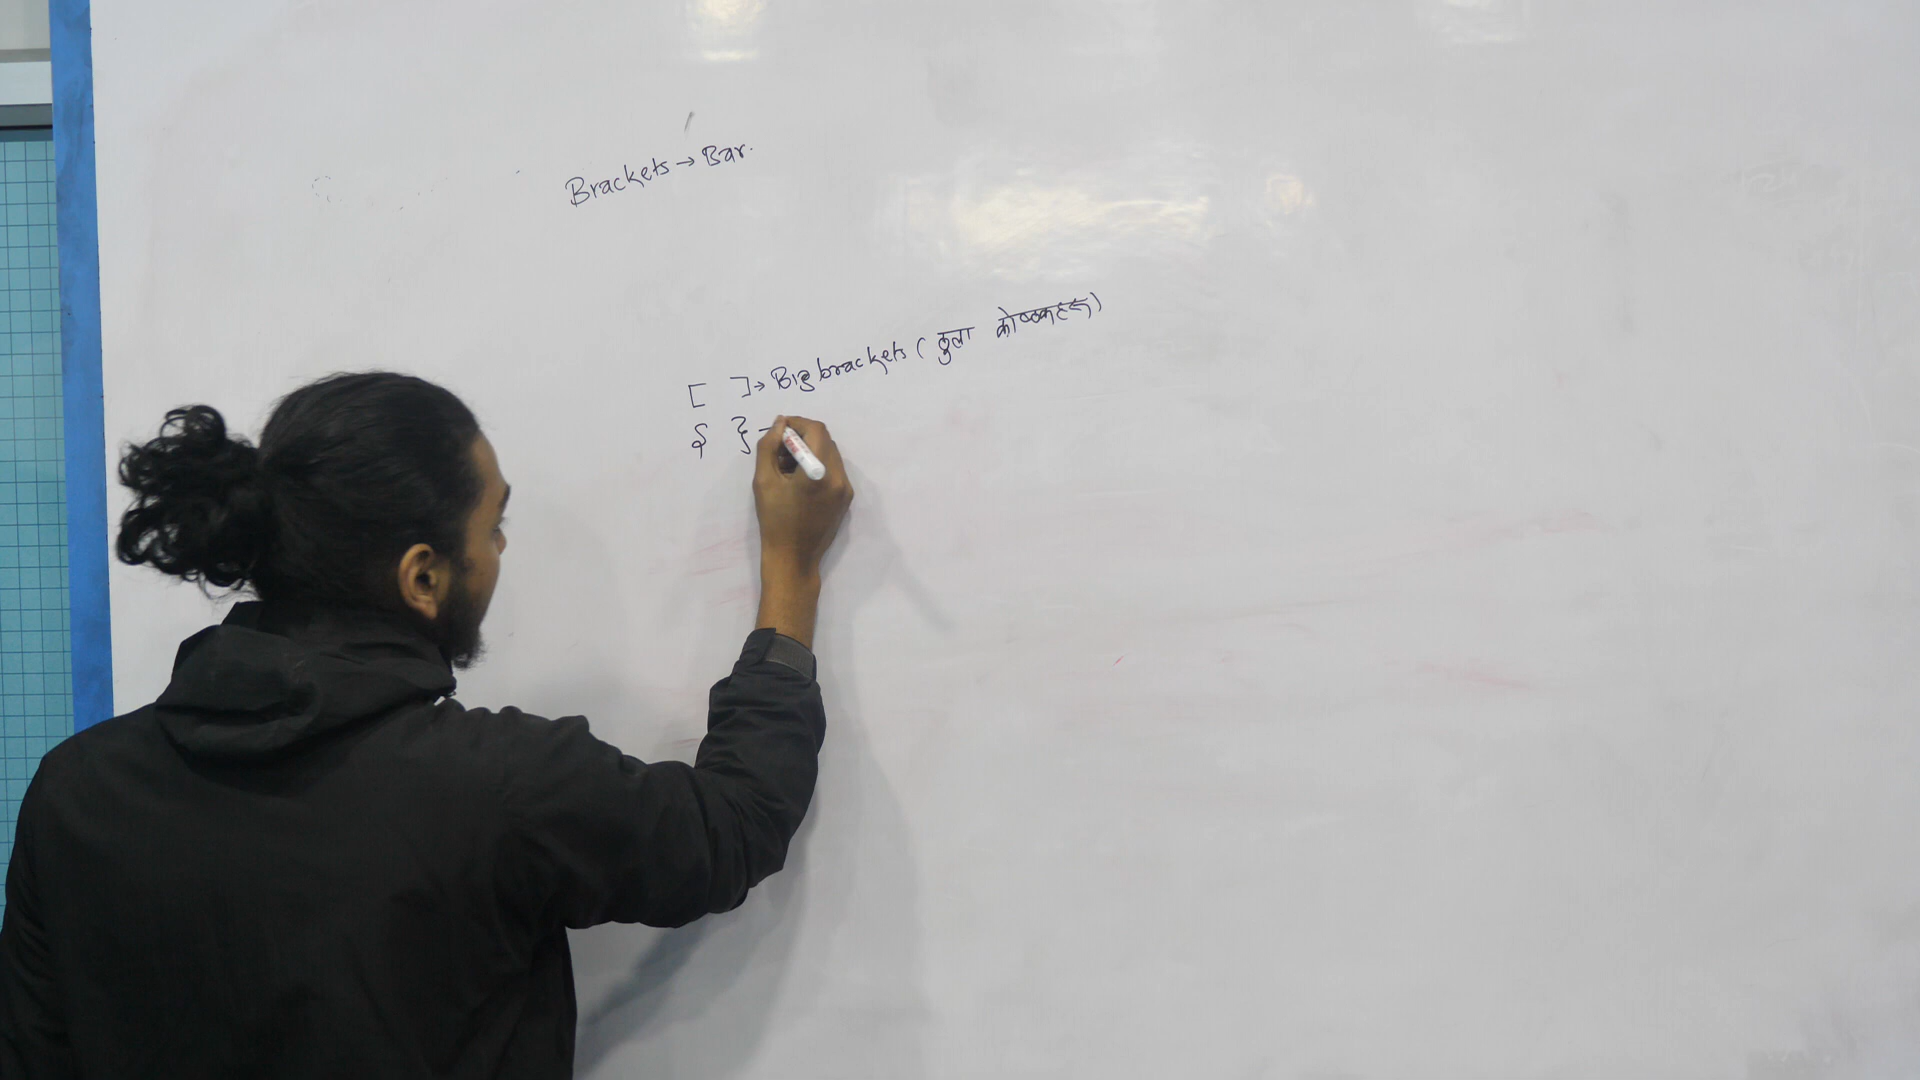 Brackets → Bar.
[ ] → Big brackets ( ठुला कोष्ठकहरू )
{ } –